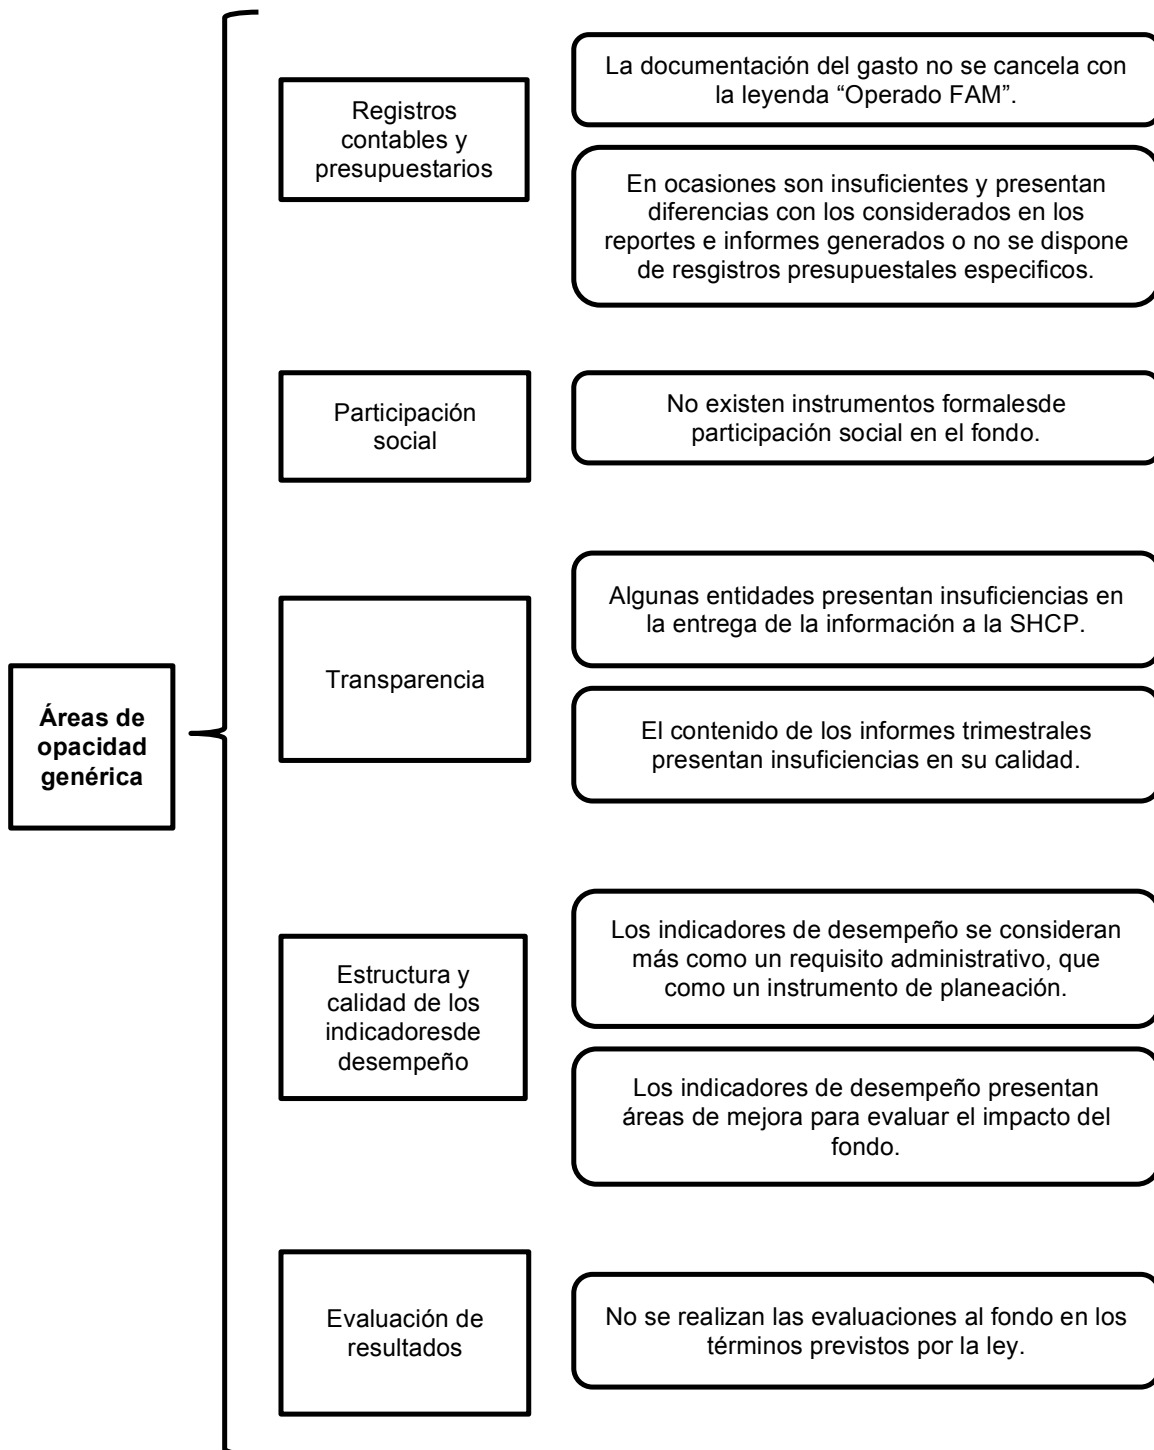 Áreas de
opacidad
genérica
Registros
contables y
presupuestarios
La documentación del gasto no se cancela con
la leyenda “Operado FAM”.
En ocasiones son insuficientes y presentan
diferencias con los considerados en los
reportes e informes generados o no se dispone
de resgistros presupuestales especificos.
Participación
social
No existen instrumentos formalesde
participación social en el fondo.
Transparencia
Algunas entidades presentan insuficiencias en
la entrega de la información a la SHCP.
El contenido de los informes trimestrales
presentan insuficiencias en su calidad.
Estructura y
calidad de los
indicadoresde
desempeño
Los indicadores de desempeño se consideran
más como un requisito administrativo, que
como un instrumento de planeación.
Los indicadores de desempeño presentan
áreas de mejora para evaluar el impacto del
fondo.
Evaluación de
resultados
No se realizan las evaluaciones al fondo en los
términos previstos por la ley.